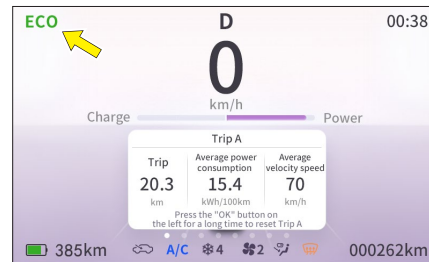 ECO
D
00:38
0
km/h
Charge
Power
Trip A
Trip
20.3
km
Average power
consumption
15.4
kWh/100km
Average
velocity speed
70
km/h
Press the "OK" button on
the left for a long time to reset Trip A
385km
A/C
4
2
000262km